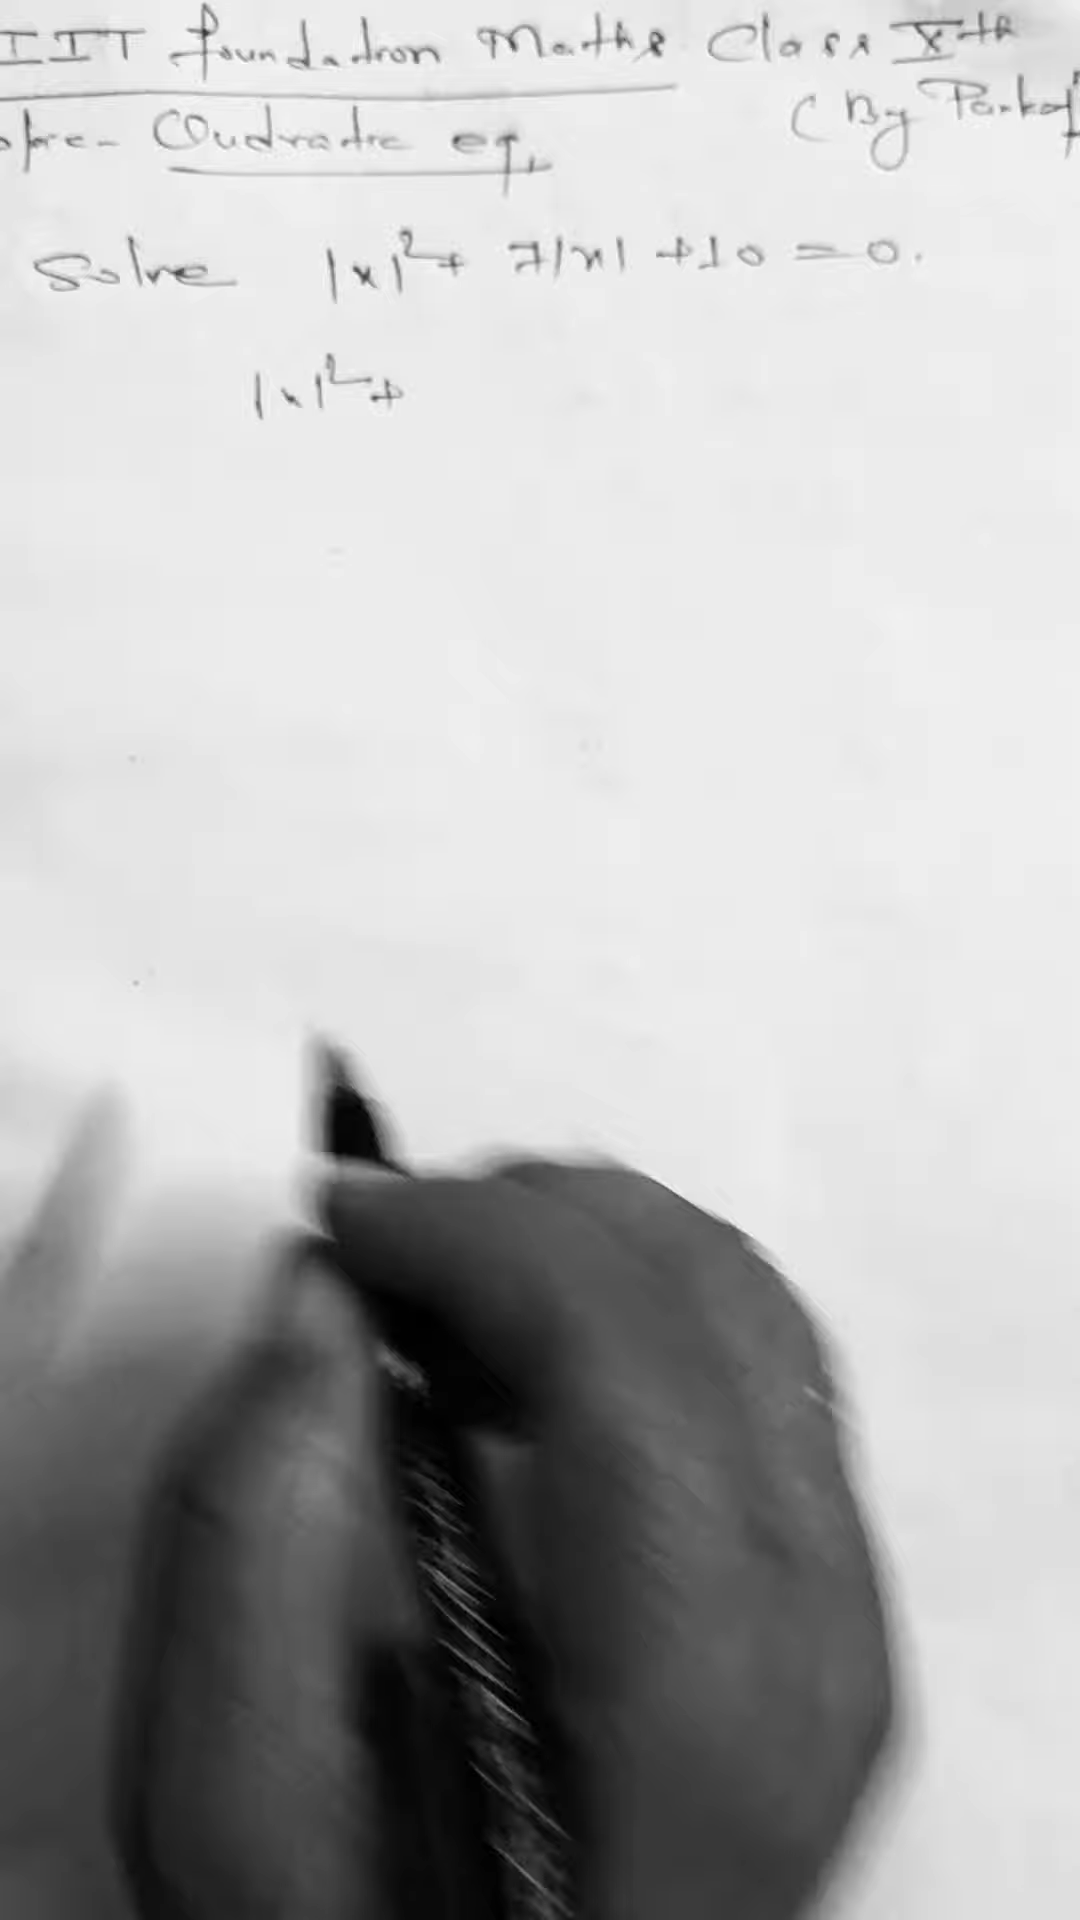 IIT foundation Maths Class Xth
Quadratic eq.
(By Pankaj
Solve |x|²+ 7|x| +10 =0.
|x|²+